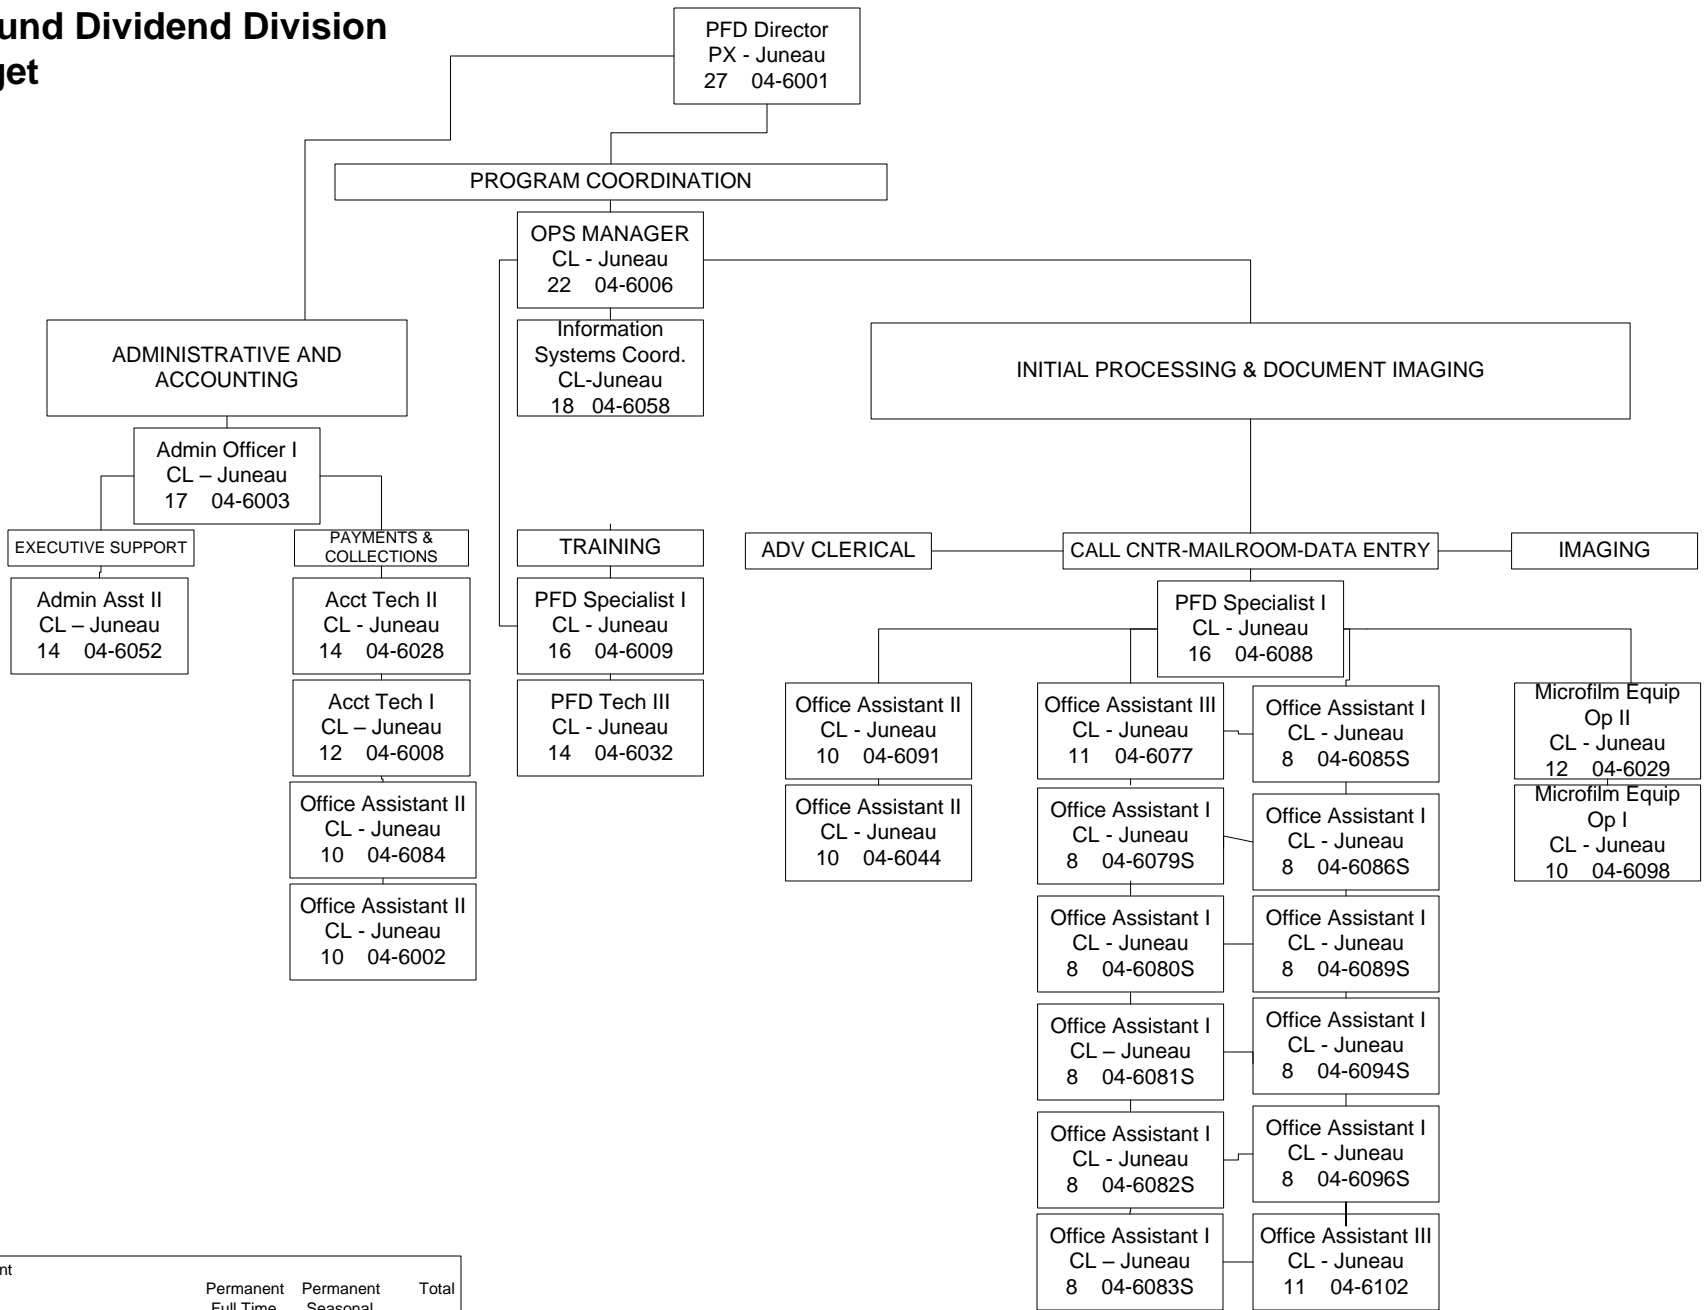 und Dividend Division
get
PFD Director
PX - Juneau
27 04-6001
PROGRAM COORDINATION
OPS MANAGER
CL - Juneau
22 04-6006
Information
Systems Coord.
CL-Juneau
18 04-6058
ADMINISTRATIVE AND
ACCOUNTING
INITIAL PROCESSING & DOCUMENT IMAGING
Admin Officer I
CL – Juneau
17 04-6003
EXECUTIVE SUPPORT
PAYMENTS &
COLLECTIONS
TRAINING
ADV CLERICAL
CALL CNTR-MAILROOM-DATA ENTRY
IMAGING
Admin Asst II
CL – Juneau
14 04-6052
Acct Tech II
CL - Juneau
14 04-6028
Acct Tech I
CL – Juneau
12 04-6008
Office Assistant II
CL - Juneau
10 04-6084
Office Assistant II
CL - Juneau
10 04-6002
PFD Specialist I
CL - Juneau
16 04-6009
PFD Tech III
CL - Juneau
14 04-6032
PFD Specialist I
CL - Juneau
16 04-6088
Office Assistant II
CL - Juneau
10 04-6091
Office Assistant II
CL - Juneau
10 04-6044
Office Assistant III
CL - Juneau
11 04-6077
Office Assistant I
CL - Juneau
8 04-6079S
Office Assistant I
CL - Juneau
8 04-6080S
Office Assistant I
CL – Juneau
8 04-6081S
Office Assistant I
CL - Juneau
8 04-6082S
Office Assistant I
CL – Juneau
8 04-6083S
Office Assistant I
CL - Juneau
8 04-6085S
Office Assistant I
CL - Juneau
8 04-6086S
Office Assistant I
CL - Juneau
8 04-6089S
Office Assistant I
CL - Juneau
8 04-6094S
Office Assistant I
CL - Juneau
8 04-6096S
Office Assistant III
CL - Juneau
11 04-6102
Microfilm Equip
Op II
CL - Juneau
12 04-6029
Microfilm Equip
Op I
CL - Juneau
10 04-6098
nt
Permanent Permanent Total
Full Time Seasonal